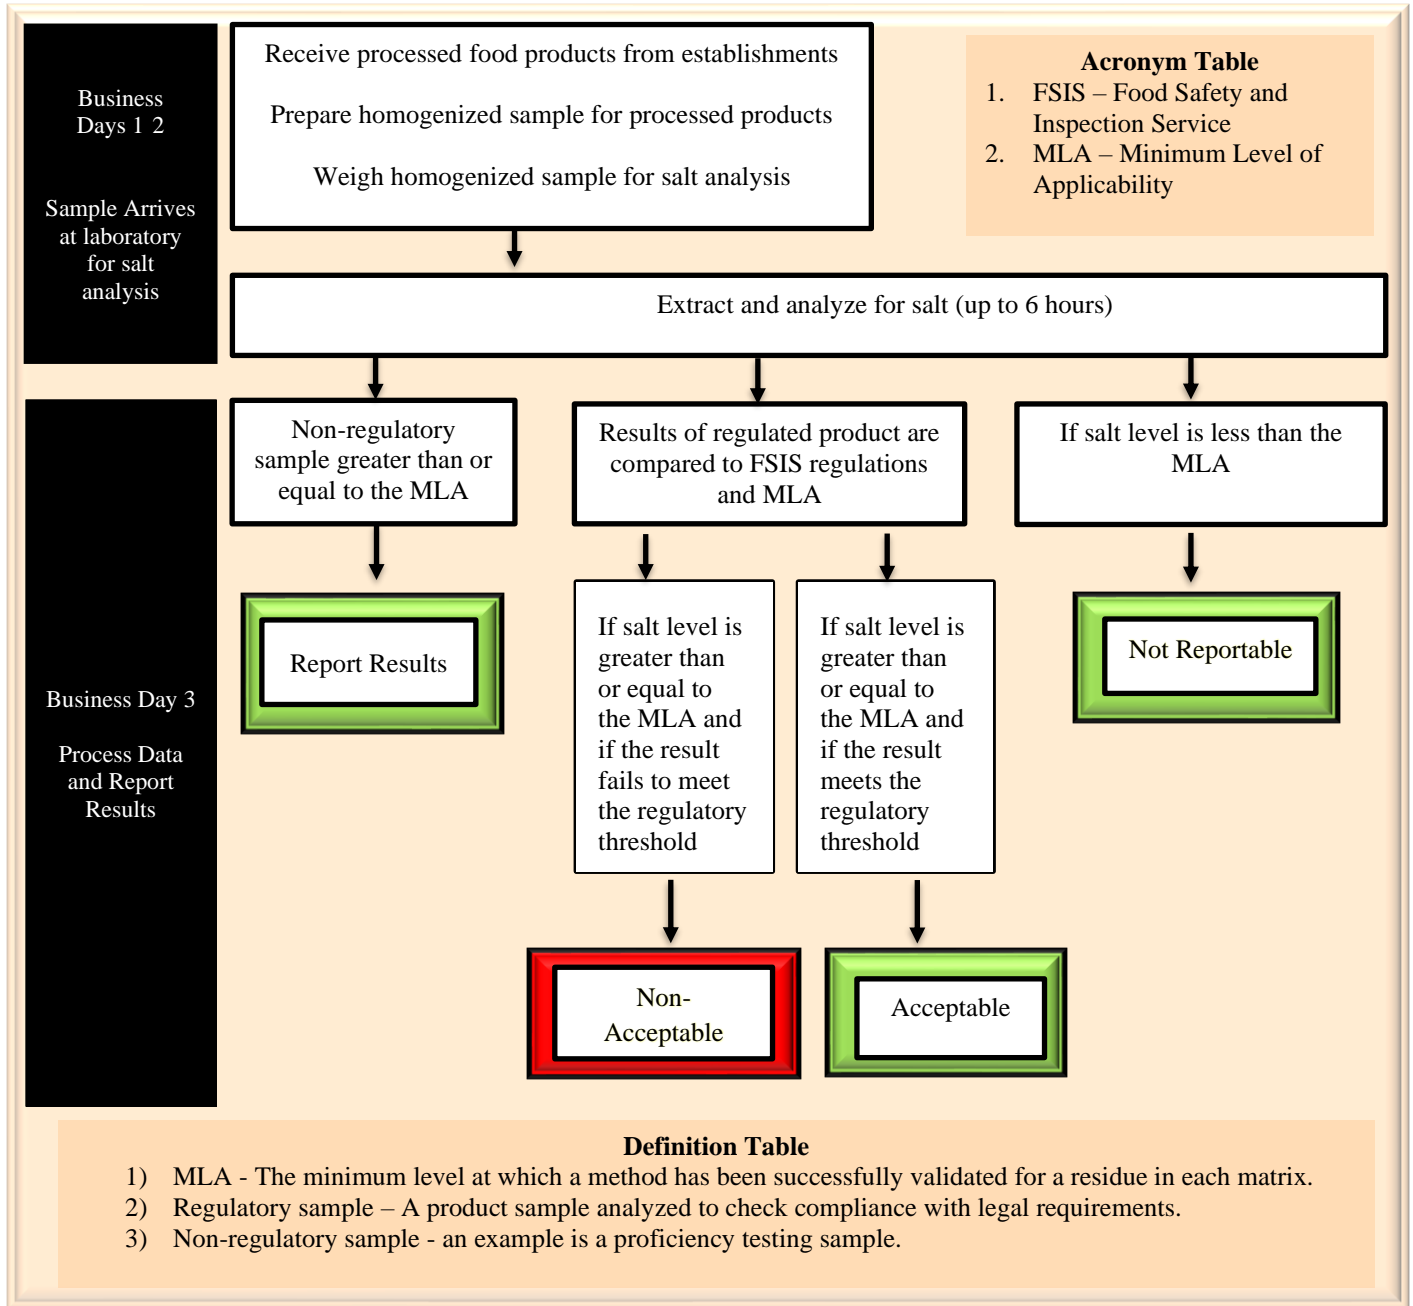 Business
Days 1 2
Sample Arrives
at laboratory
for salt
analysis
Receive processed food products from establishments
Prepare homogenized sample for processed products
Weigh homogenized sample for salt analysis
Acronym Table
1. FSIS – Food Safety and
Inspection Service
2. MLA – Minimum Level of
Applicability
Extract and analyze for salt (up to 6 hours)
Business Day 3
Process Data
and Report
Results
Non-regulatory
sample greater than or
equal to the MLA
Results of regulated product are
compared to FSIS regulations
and MLA
If salt level is less than the
MLA
Report Results
If salt level is
greater than
or equal to
the MLA and
if the result
fails to meet
the regulatory
threshold
If salt level is
greater than
or equal to
the MLA and
if the result
meets the
regulatory
threshold
Not Reportable
Non-
Acceptable
Acceptable
Definition Table
1) MLA - The minimum level at which a method has been successfully validated for a residue in each matrix.
2) Regulatory sample – A product sample analyzed to check compliance with legal requirements.
3) Non-regulatory sample - an example is a proficiency testing sample.